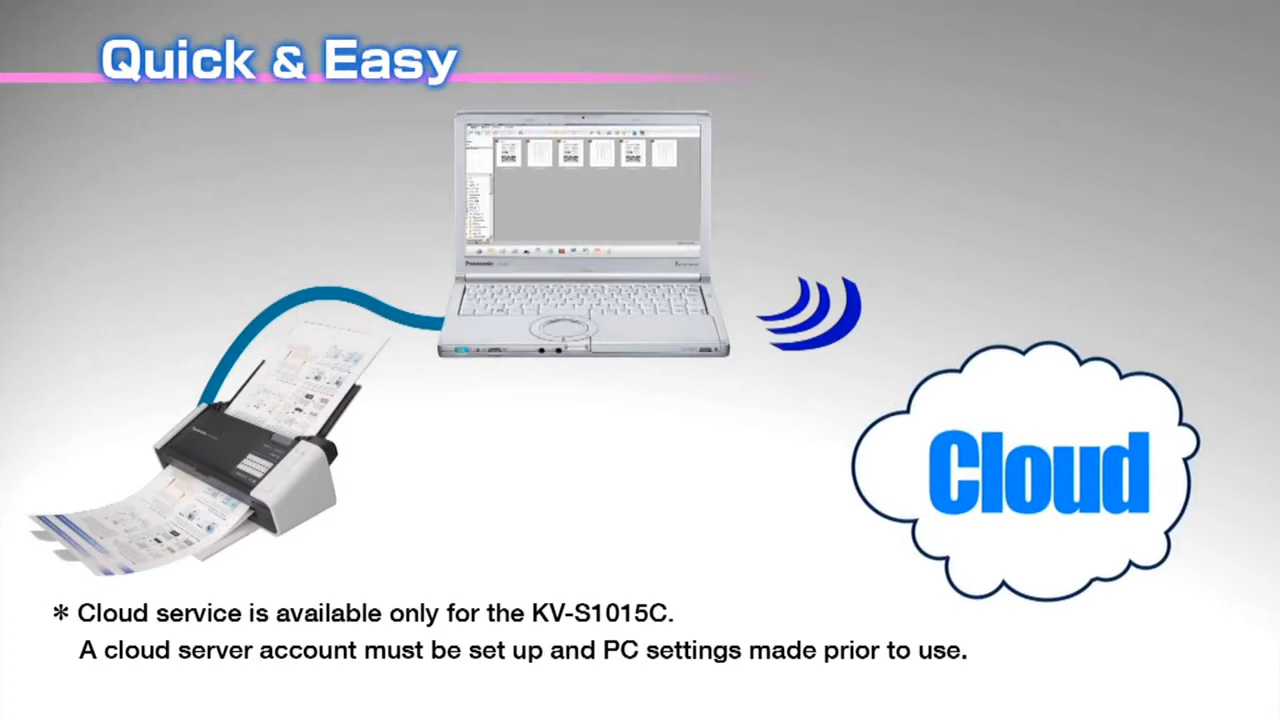 Quick & Easy
Panasonic
Cloud
* Cloud service is available only for the KV-S1015C.
A cloud server account must be set up and PC settings made prior to use.